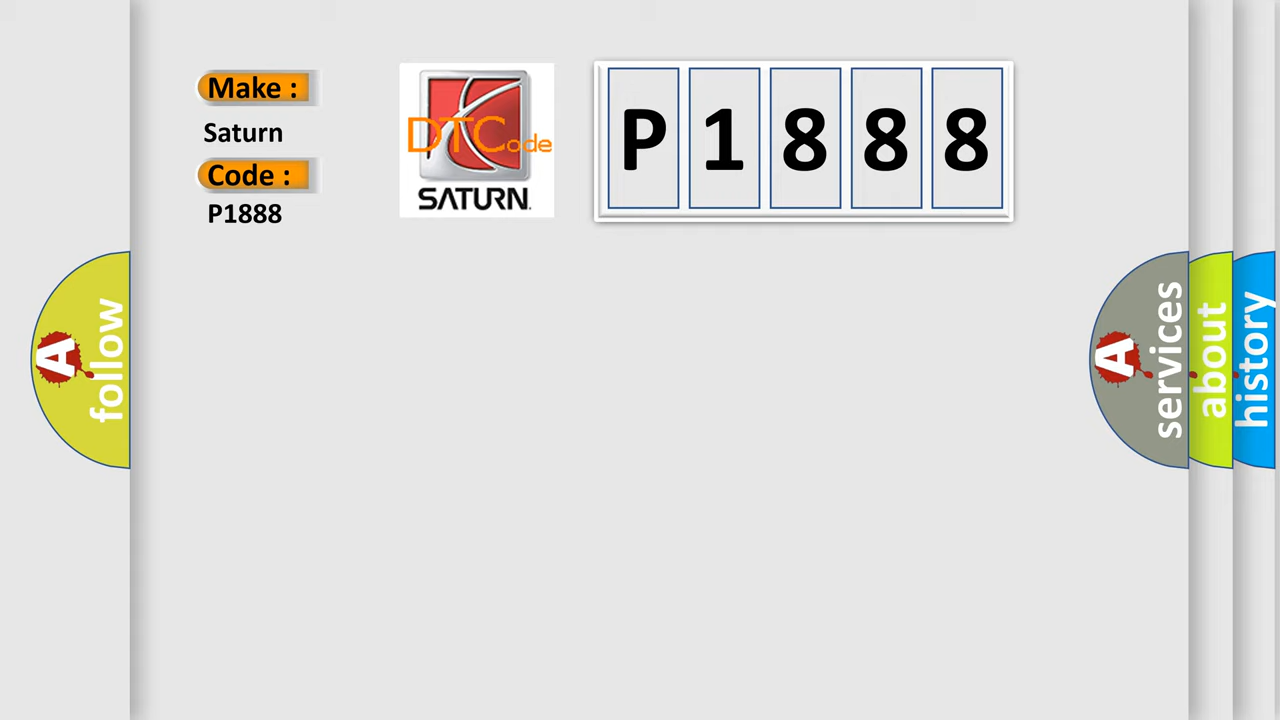 Make :
Saturn
Code :
P1888
DTCode
SATURN
P 1 8 8 8
A
follow
A
services
about
history